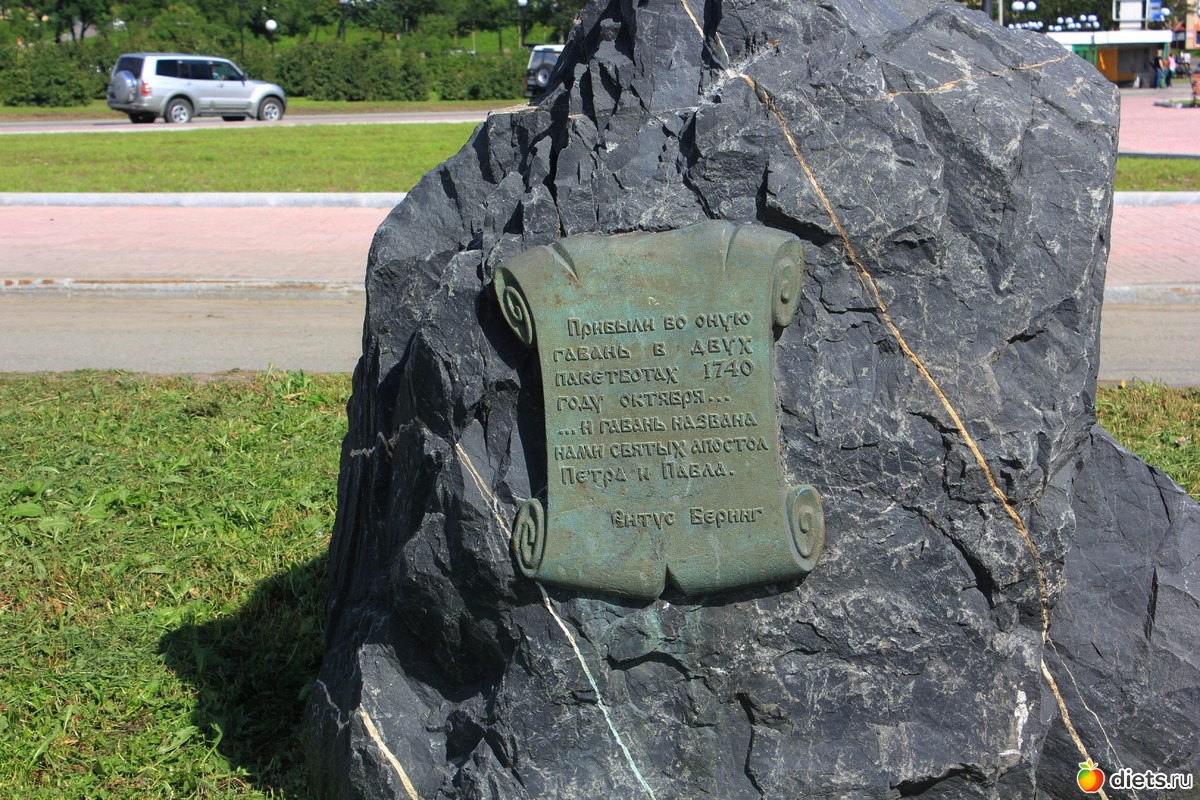 Прибыли во оную
гавань в двух
пакетботах 1740
году октября...
...и гавань названа
нами святых апостол
Петра и Павла.
Витус Беринг
diets.ru